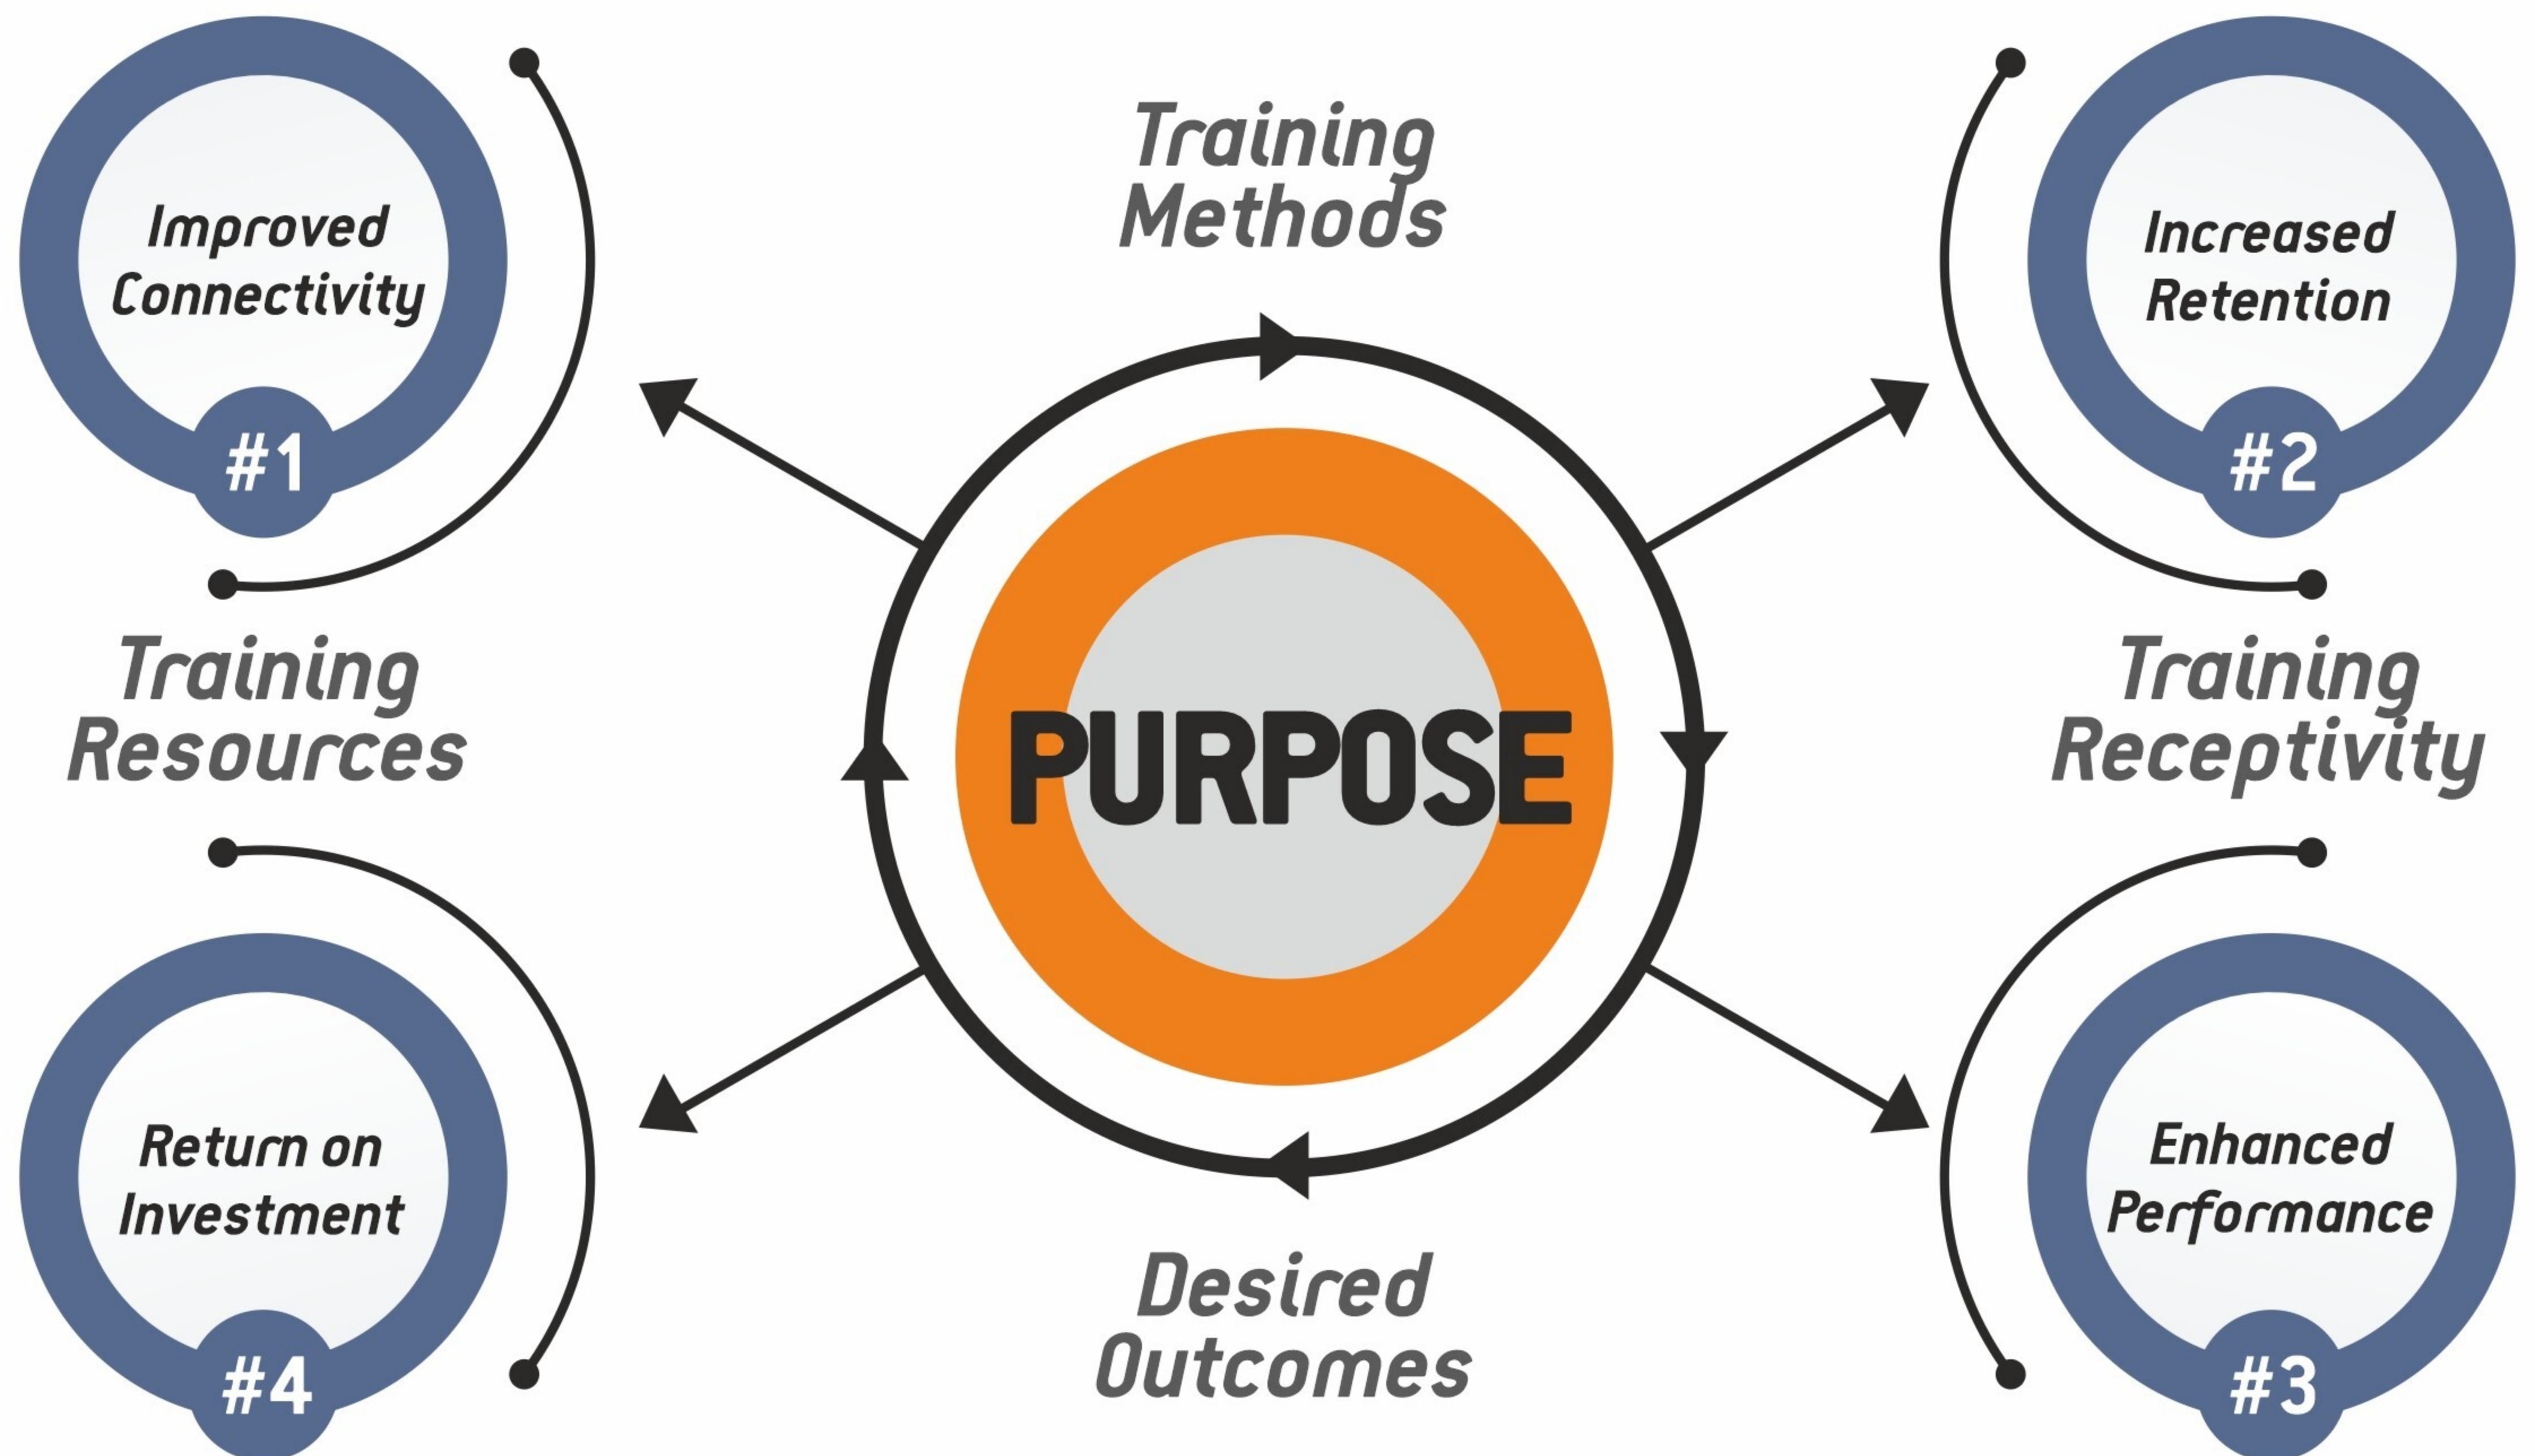 Improved
Connectivity
#1
Training
Methods
Increased
Retention
#2
Training
Resources
PURPOSE
Training
Receptivity
Return on
Investment
#4
Desired
Outcomes
Enhanced
Performance
#3